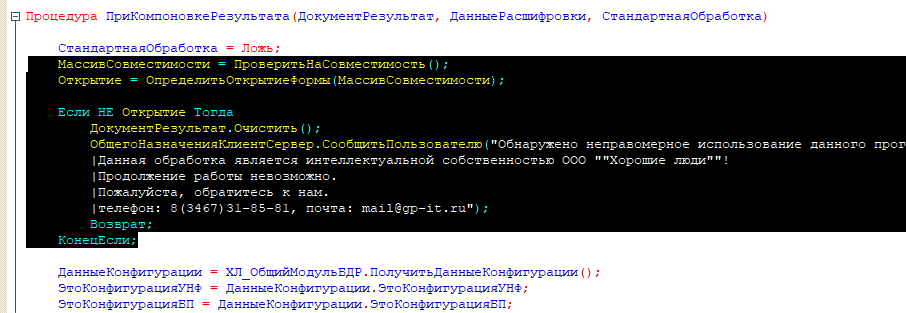 Процедура ПриКомпоновкеРезультата(ДокументРезультат, ДанныеРасшифровки, СтандартнаяОбработка)
СтандартнаяОбработка = Ложь;
МассивСовместимости = ПроверитьНаСовместимость();
Открытие = ОпределитьОткрытиеФормы(МассивСовместимости);
Если НЕ Открытие Тогда
ДокументРезультат.Очистить();
ОбщегоНазначенияКлиентСервер.СообщитьПользователю("Обнаружено неправомерное использование данного прог
|Данная обработка является интеллектуальной собственностью ООО ""Хорошие люди""!
|Продолжение работы невозможно.
|Пожалуйста, обратитесь к нам.
|телефон: 8(3467)31-85-81, почта: mail@gp-it.ru");
Возврат;
КонецЕсли;
ДанныеКонфигурации = ХЛ_ОбщийМодульБДР.ПолучитьДанныеКонфигурации();
ЭтоКонфигурацияУНФ = ДанныеКонфигурации.ЭтоКонфигурацияУНФ;
ЭтоКонфигурацияБП = ДанныеКонфигурации.ЭтоКонфигурацияБП;